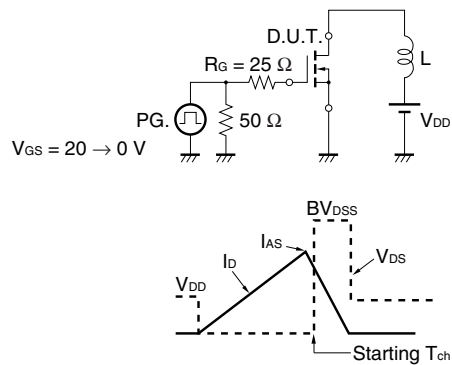 D.U.T.
RG = 25 Ω
L
PG.
50 Ω
VDD
VGS = 20 → 0 V
BVDSS
IAS
VDD
ID
VDS
Starting Tch